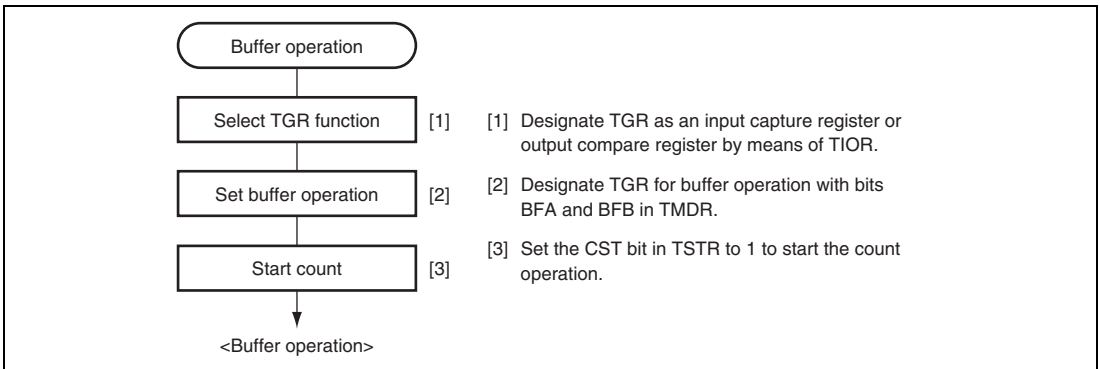 Buffer operation
Select TGR function
[1]
[1] Designate TGR as an input capture register or
output compare register by means of TIOR.
Set buffer operation
[2]
[2] Designate TGR for buffer operation with bits
BFA and BFB in TMDR.
Start count
[3]
[3] Set the CST bit in TSTR to 1 to start the count
operation.
<Buffer operation>